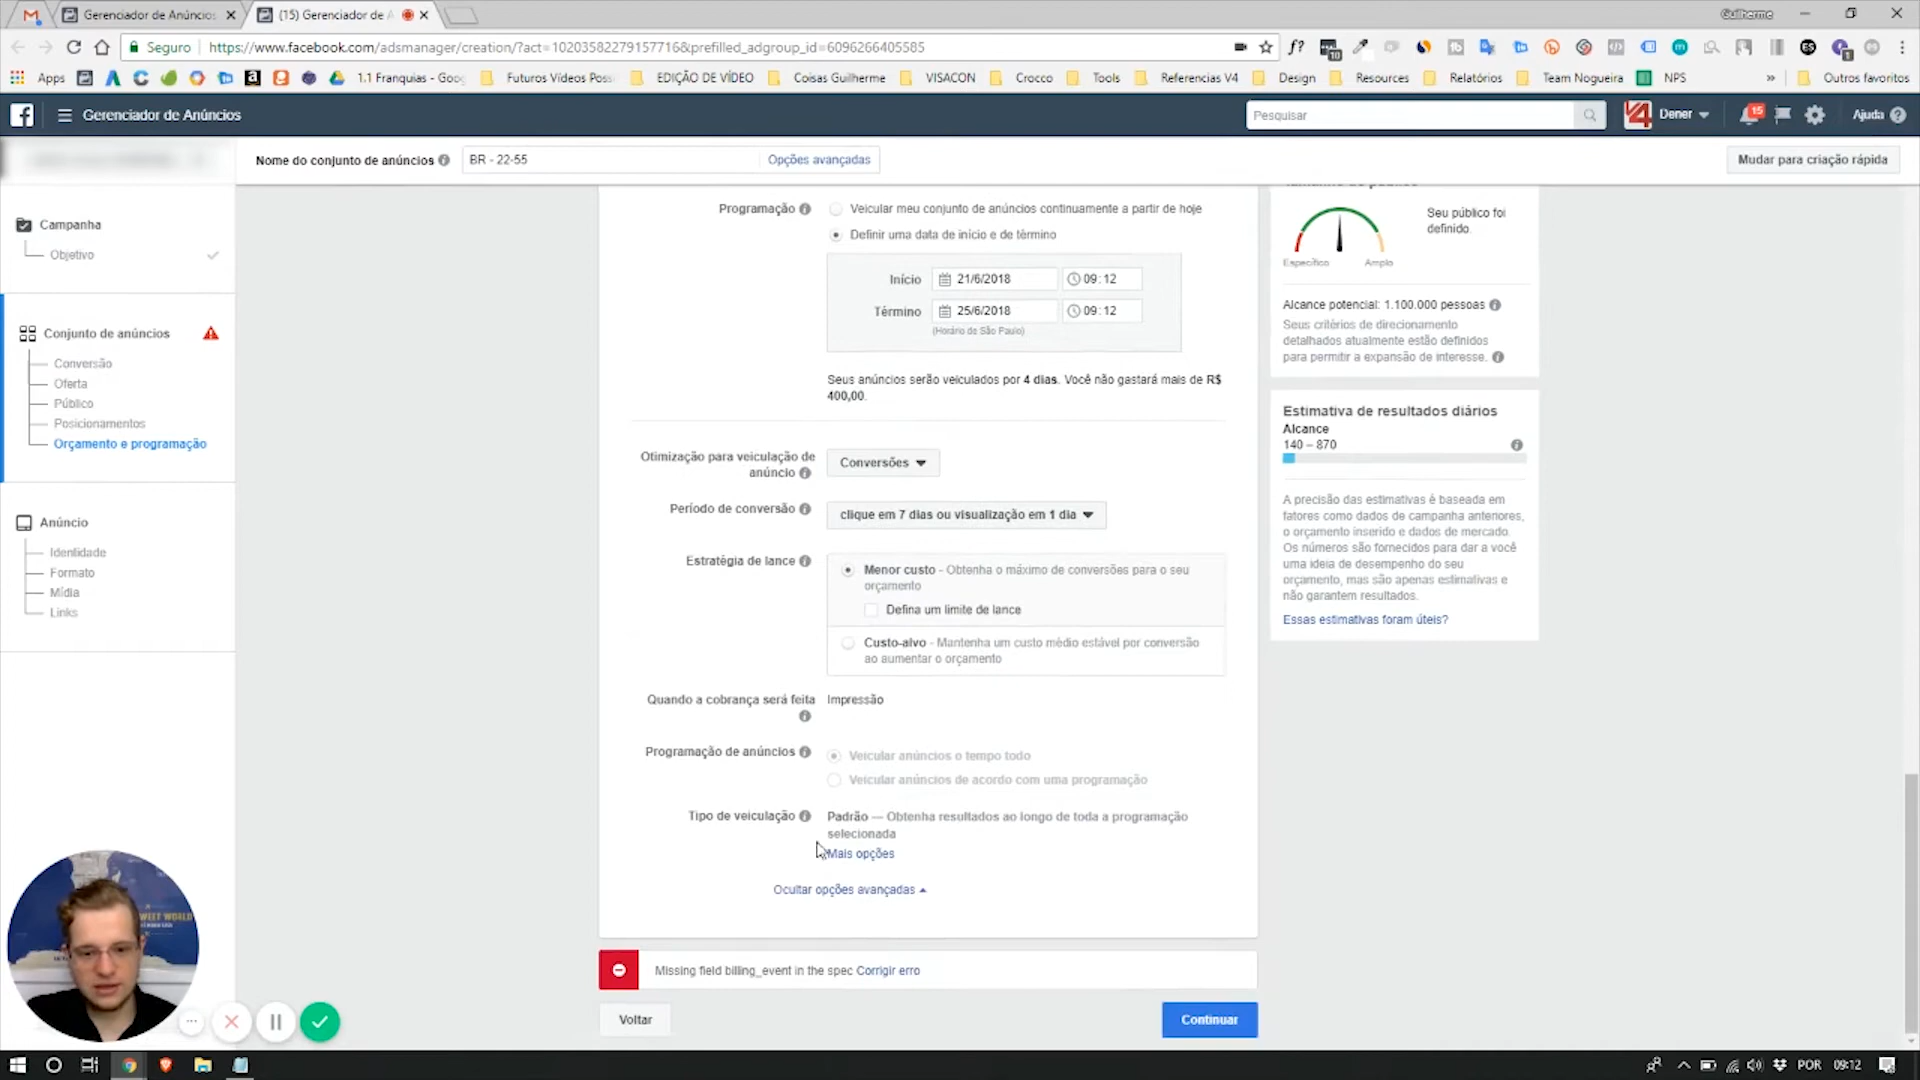 Gerenciador de Anúncios
(15) Gerenciador de A
Guilherme
Seguro
https://www.facebook.com/adsmanager/creation/?act=10203582279157716&prefilled_adgroup_id=6096266405585
Apps
1.1 Franquias - Goog
Futuros Vídeos Poss
EDIÇÃO DE VÍDEO
Coisas Guilherme
VISACON
Crocco
Tools
Referencias V4
Design
Resources
Relatórios
Team Nogueira
NPS
»
Outros favoritos
Gerenciador de Anúncios
Pesquisar
Dener
15
Ajuda
Nome do conjunto de anúncios
BR - 22-55
Opções avançadas
Mudar para criação rápida
Campanha
Objetivo
Conjunto de anúncios
Conversão
Oferta
Público
Posicionamentos
Orçamento e programação
Anúncio
Identidade
Formato
Mídia
Links
Programação
Veicular meu conjunto de anúncios continuamente a partir de hoje
Definir uma data de início e de término
Início
21/6/2018
09:12
Término
25/6/2018
09:12
(Horário de São Paulo)
Seus anúncios serão veiculados por 4 dias. Você não gastará mais de R$
400,00.
Otimização para veiculação de
anúncio
Conversões
Período de conversão
clique em 7 dias ou visualização em 1 dia
Estratégia de lance
Menor custo - Obtenha o máximo de conversões para o seu
orçamento
Defina um limite de lance
Custo-alvo - Mantenha um custo médio estável por conversão
ao aumentar o orçamento
Quando a cobrança será feita
Impressão
Programação de anúncios
Veicular anúncios o tempo todo
Veicular anúncios de acordo com uma programação
Tipo de veiculação
Padrão — Obtenha resultados ao longo de toda a programação
selecionada
Mais opções
Ocultar opções avançadas
Missing field billing_event in the spec Corrigir erro
Voltar
Continuar
Seu público foi
definido.
Específico
Amplo
Alcance potencial: 1.100.000 pessoas
Seus critérios de direcionamento
detalhados atualmente estão definidos
para permitir a expansão de interesse.
Estimativa de resultados diários
Alcance
140 – 870
A precisão das estimativas é baseada em
fatores como dados de campanha anteriores,
o orçamento inserido e dados de mercado.
Os números são fornecidos para dar a você
uma ideia de desempenho do seu
orçamento, mas são apenas estimativas e
não garantem resultados.
Essas estimativas foram úteis?
POR
09:12